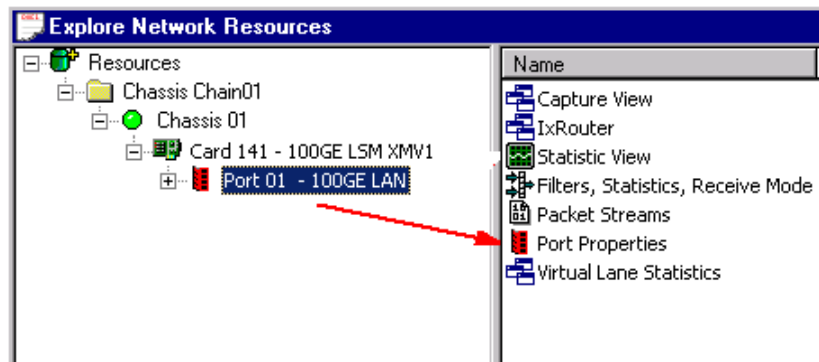 Explore Network Resources
Resources
Chassis Chain01
Chassis 01
Card 141 - 100GE LSM XMV1
Port 01 - 100GE LAN
Name
Capture View
IxRouter
Statistic View
Filters, Statistics, Receive Mode
Packet Streams
Port Properties
Virtual Lane Statistics